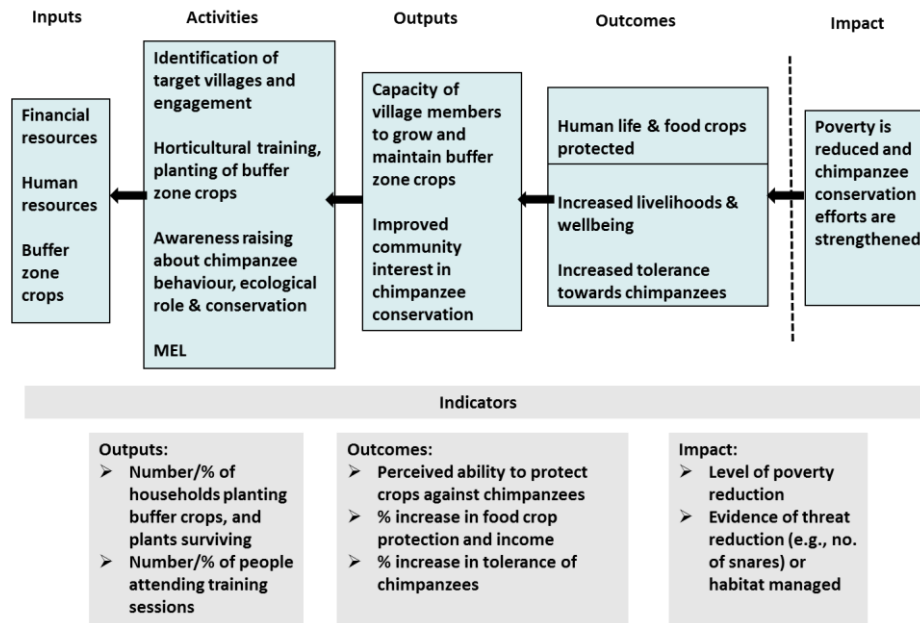 Inputs
Activities
Outputs
Outcomes
Impact
Financial
resources
Human
resources
Buffer
zone
crops
Identification of
target villages and
engagement
Horticultural training,
planting of buffer
zone crops
Awareness raising
about chimpanzee
behaviour, ecological
role & conservation
MEL
Capacity of
village members
to grow and
maintain buffer
zone crops
Improved
community
interest in
chimpanzee
conservation
Human life & food crops
protected
Increased livelihoods &
wellbeing
Increased tolerance
towards chimpanzees
Poverty is
reduced and
chimpanzee
conservation
efforts are
strengthened
Indicators
Outputs:
➢ Number/% of
households planting
buffer crops, and
plants surviving
➢ Number/% of people
attending training
sessions
Outcomes:
➢ Perceived ability to protect
crops against chimpanzees
➢ % increase in food crop
protection and income
➢ % increase in tolerance of
chimpanzees
Impact:
➢ Level of poverty
reduction
➢ Evidence of threat
reduction (e.g., no.
of snares) or
habitat managed